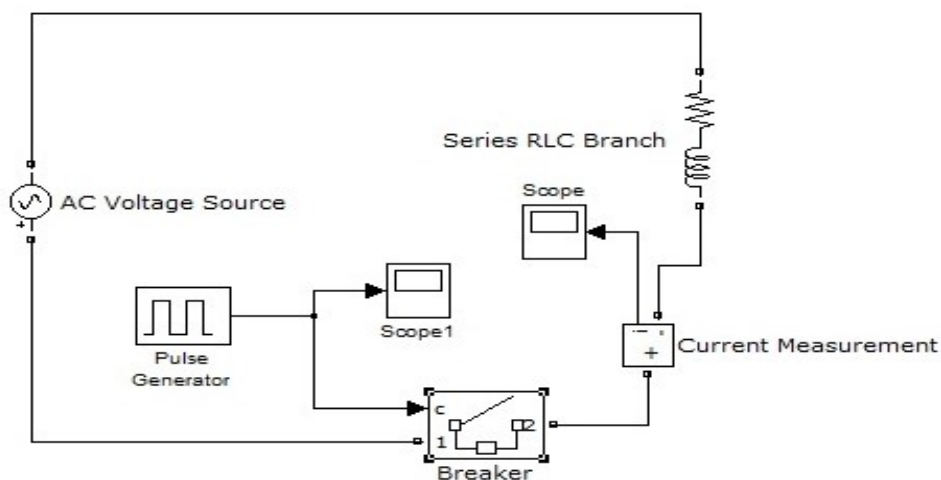 Series RLC Branch
Scope
AC Voltage Source
+
Scope1
Pulse
Generator
- i
+
Current Measurement
c
1
2
Breaker